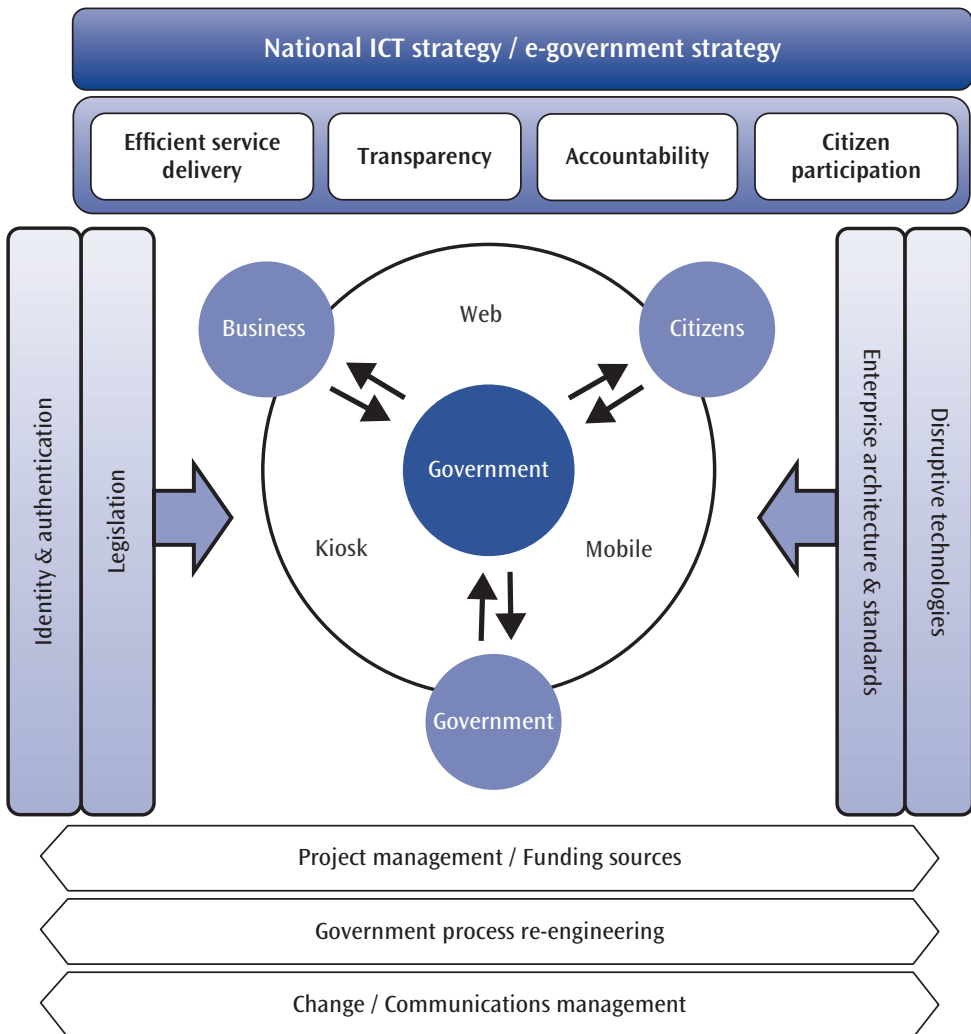 National ICT strategy / e-government strategy
Efficient service
delivery
Transparency
Accountability
Citizen
participation
Identity & authentication
Legislation
Business
Web
Citizens
Government
Kiosk
Mobile
Government
Enterprise architecture & standards
Disruptive technologies
Project management / Funding sources
Government process re-engineering
Change / Communications management